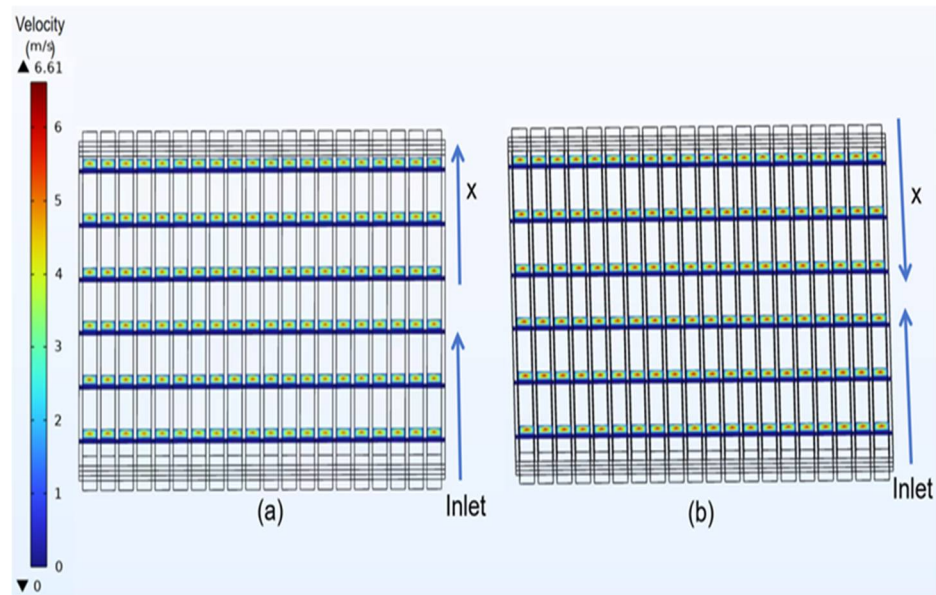 Velocity
(m/s)
▲ 6.61
6
5
4
3
2
1
0
▼ 0
X
Inlet
(a)
X
Inlet
(b)